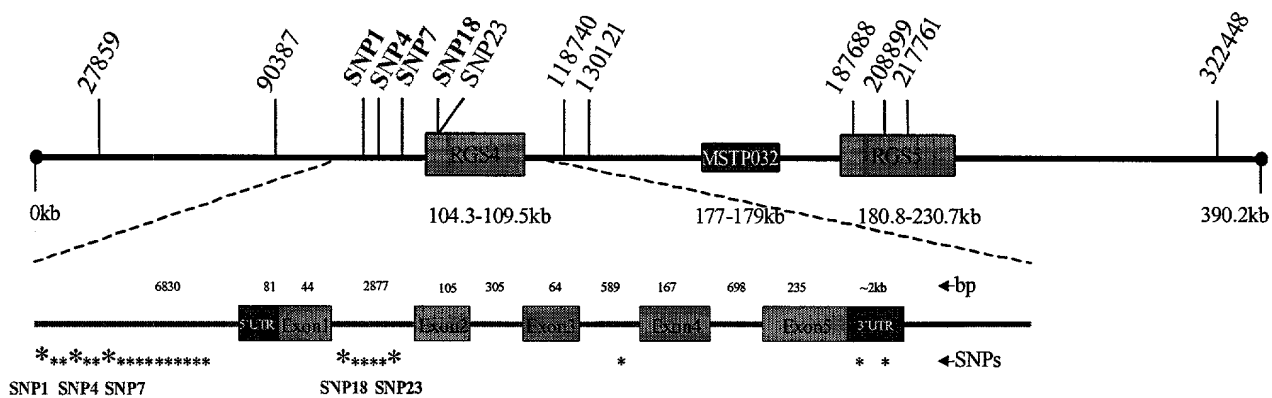 27859 90387 SNP1 SNP4 SNP7 SNP18 SNP23 118740 130121 187688 208899 217761 322448
RGS4 MSTP032 RGS5
0kb 104.3-109.5kb 177-179kb 180.8-230.7kb 390.2kb
6830 81 44 2877 105 305 64 589 167 698 235 ~2kb ←bp
5'UTR Exon1 Exon2 Exon3 Exon4 Exon5 3'UTR
*********************** ****** * * * ←SNPs
SNP1 SNP4 SNP7 SNP18 SNP23